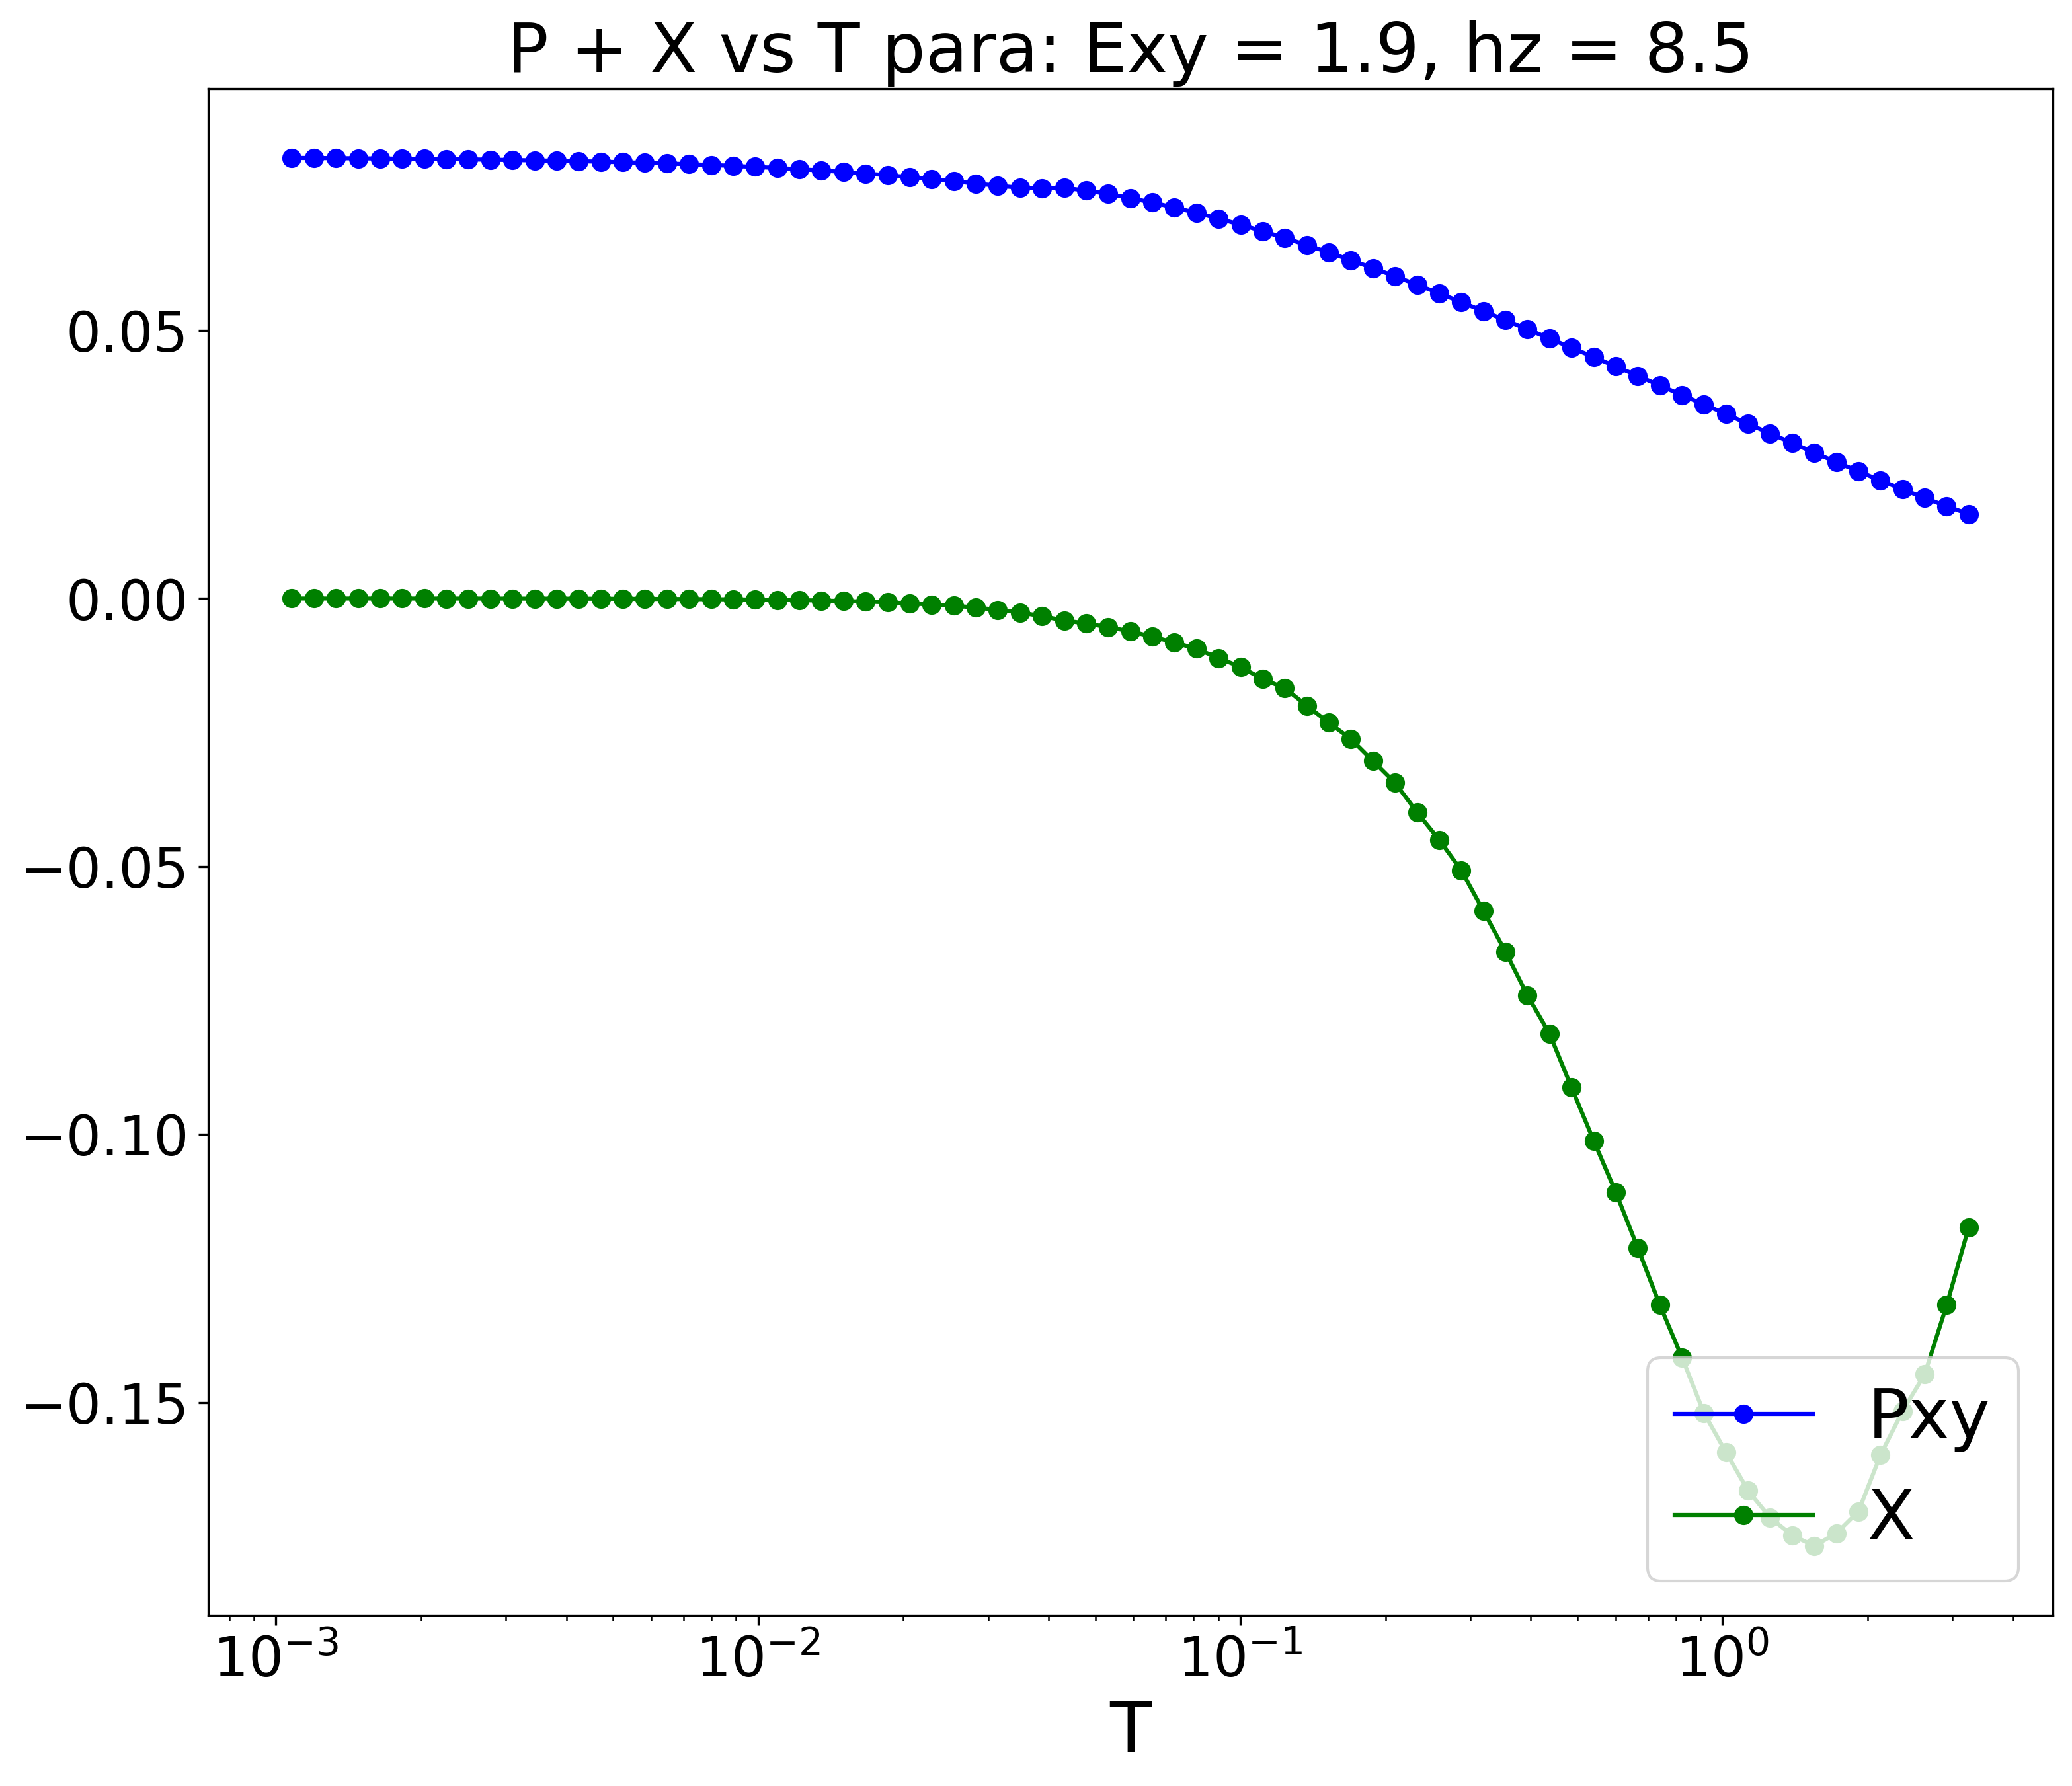 P + X vs T para: Exy = 1.9, hz = 8.5
0.05
0.00
−0.05
−0.10
−0.15
Pxy
X
10⁻³ 10⁻² 10⁻¹ 10⁰
T